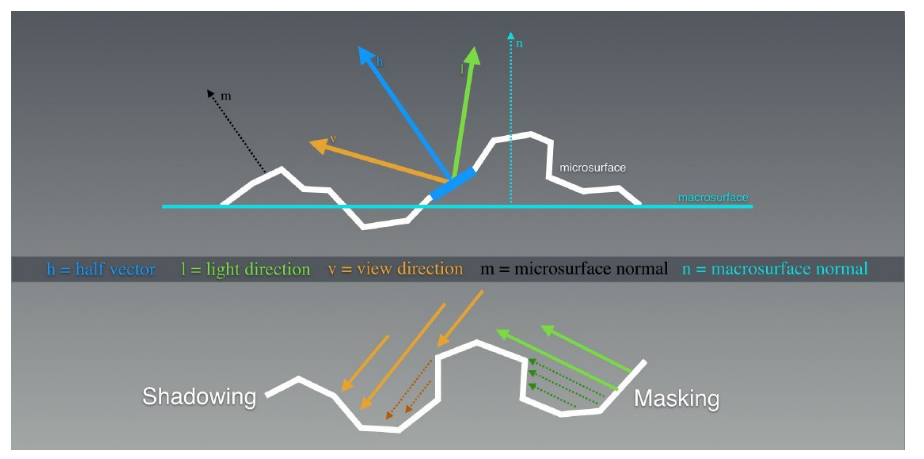 n
h
l
m
v
microsurface
macrosurface
h = half vector l = light direction v = view direction m = microsurface normal n = macrosurface normal
Shadowing Masking